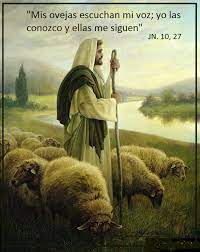 "Mis ovejas escuchan mi voz; yo las
conozco y ellas me siguen"
JN. 10, 27